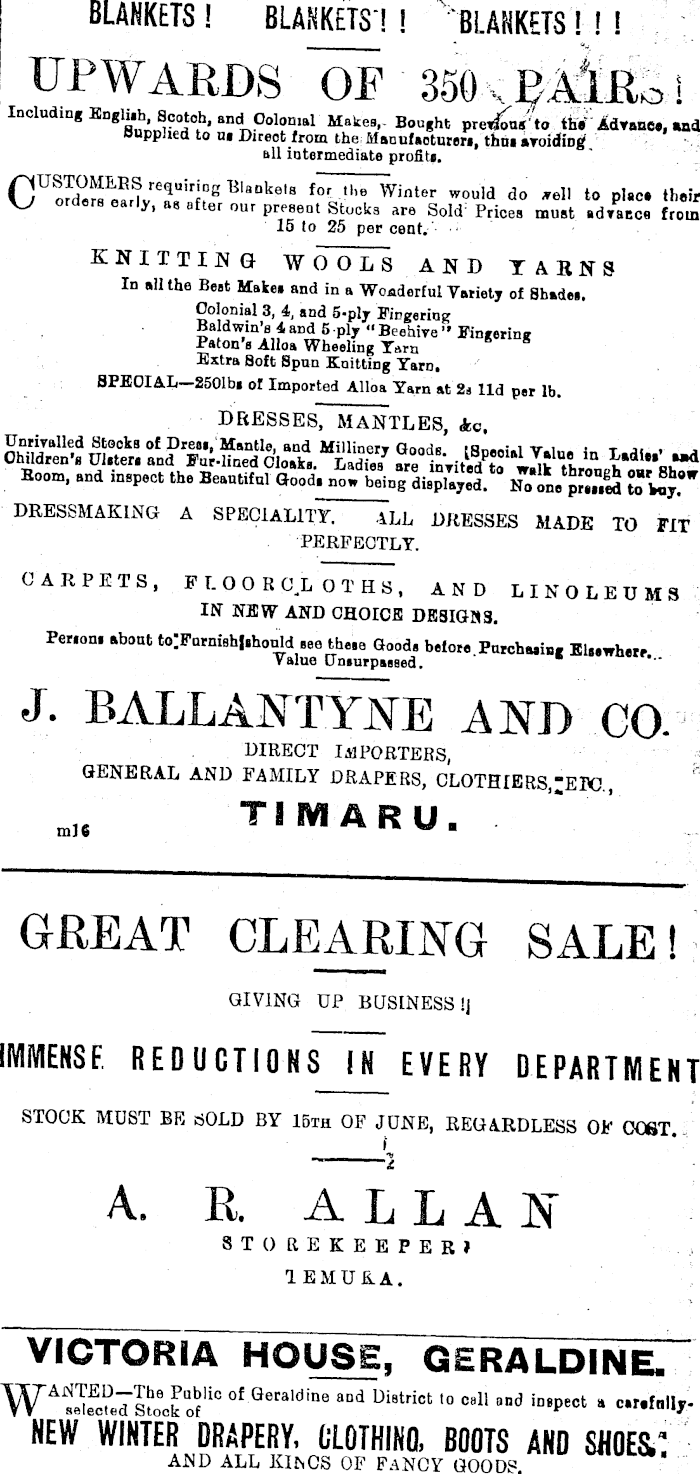 BLANKETS! BLANKETS!! BLANKETS!!!
UPWARDS OF 350 PAIRS!
Including English, Scotch, and Colonial Makes, Bought previous to the Advance, and
Supplied to us Direct from the Manufacturers, thus avoiding
all intermediate profits.
CUSTOMERS requiring Blankets for the Winter would do well to place their
orders early, as after our present Stocks are Sold Prices must advance from
15 to 25 per cent.
KNITTING WOOLS AND YARNS
In all the Best Makes and in a Wonderful Variety of Shades.
Colonial 3, 4, and 5-ply Fingering
Baldwin's 4 and 5-ply "Beehive" Fingering
Paton's Alloa Wheeling Yarn
Extra Soft Spun Knitting Yarn.
SPECIAL—250lbs of Imported Alloa Yarn at 2s 11d per lb.
DRESSES, MANTLES, &c.
Unrivalled Stocks of Dress, Mantle, and Millinery Goods. Special Value in Ladies' and
Children's Ulsters and Fur-lined Cloaks. Ladies are invited to walk through our Show
Room, and inspect the Beautiful Goods now being displayed. No one pressed to buy.
DRESSMAKING A SPECIALITY. ALL DRESSES MADE TO FIT
PERFECTLY.
CARPETS, FLOORCLOTHS, AND LINOLEUMS
IN NEW AND CHOICE DESIGNS.
Persons about to Furnish should see these Goods before Purchasing Elsewhere.
Value Unsurpassed.
J. BALLANTYNE AND CO.
DIRECT IMPORTERS,
GENERAL AND FAMILY DRAPERS, CLOTHIERS, ETC.,
TIMARU.
m16
GREAT CLEARING SALE!
GIVING UP BUSINESS!
IMMENSE REDUCTIONS IN EVERY DEPARTMENT
STOCK MUST BE SOLD BY 15TH OF JUNE, REGARDLESS OF COST.
A. R. ALLAN
STOREKEEPER,
TEMUKA.
VICTORIA HOUSE, GERALDINE.
WANTED—The Public of Geraldine and District to call and inspect a carefully-
selected Stock of
NEW WINTER DRAPERY, CLOTHING, BOOTS AND SHOES,
AND ALL KINDS OF FANCY GOODS.